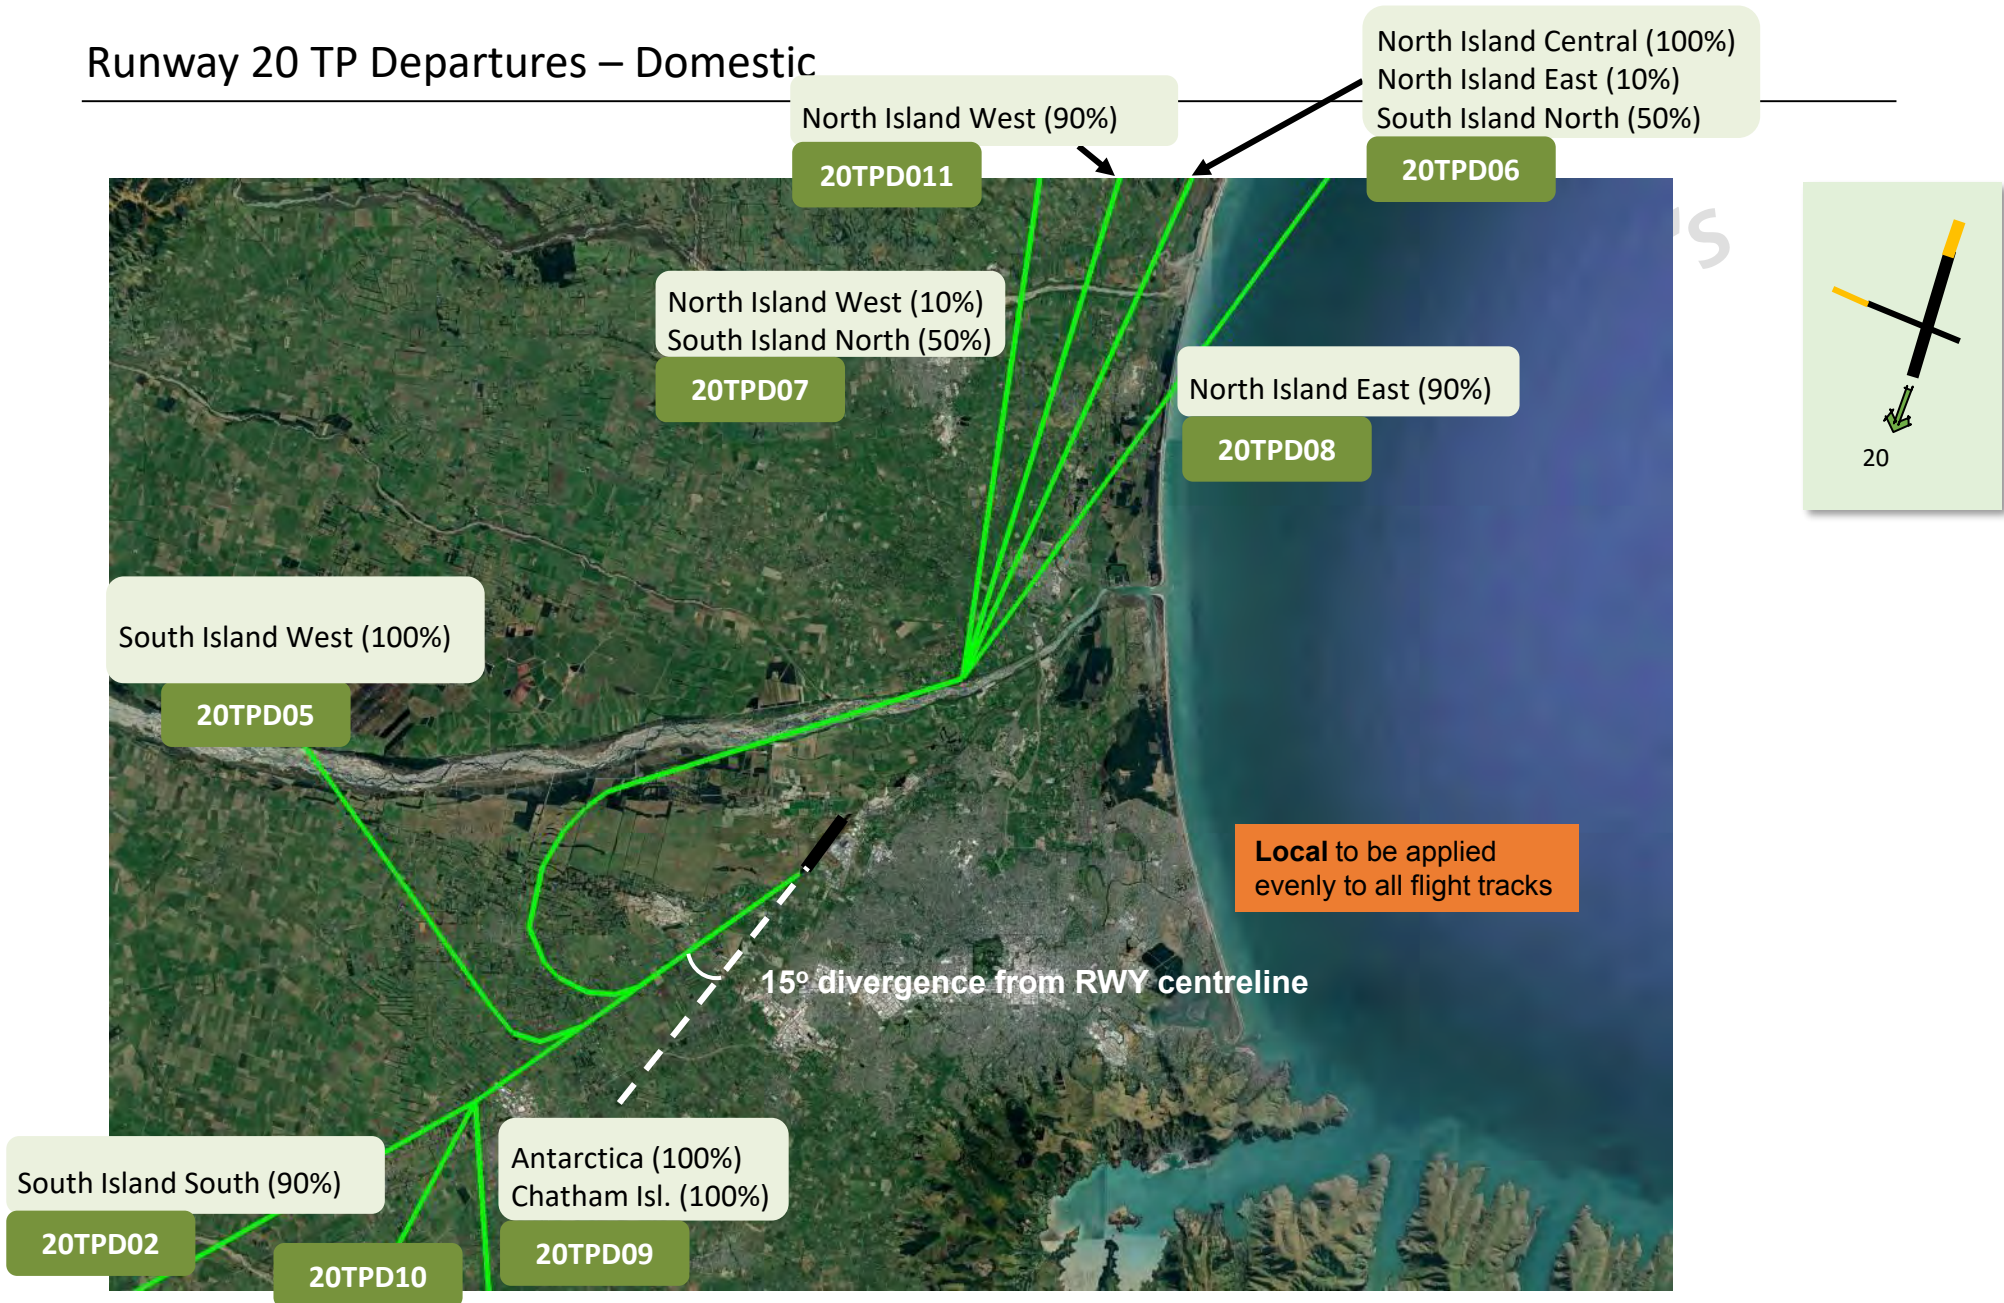 Runway 20 TP Departures – Domestic
North Island West (90%)
20TPD011
North Island Central (100%)
North Island East (10%)
South Island North (50%)
20TPD06
North Island West (10%)
South Island North (50%)
20TPD07
North Island East (90%)
20TPD08
20
South Island West (100%)
20TPD05
Local to be applied
evenly to all flight tracks
15º divergence from RWY centreline
South Island South (90%)
20TPD02
20TPD10
Antarctica (100%)
Chatham Isl. (100%)
20TPD09